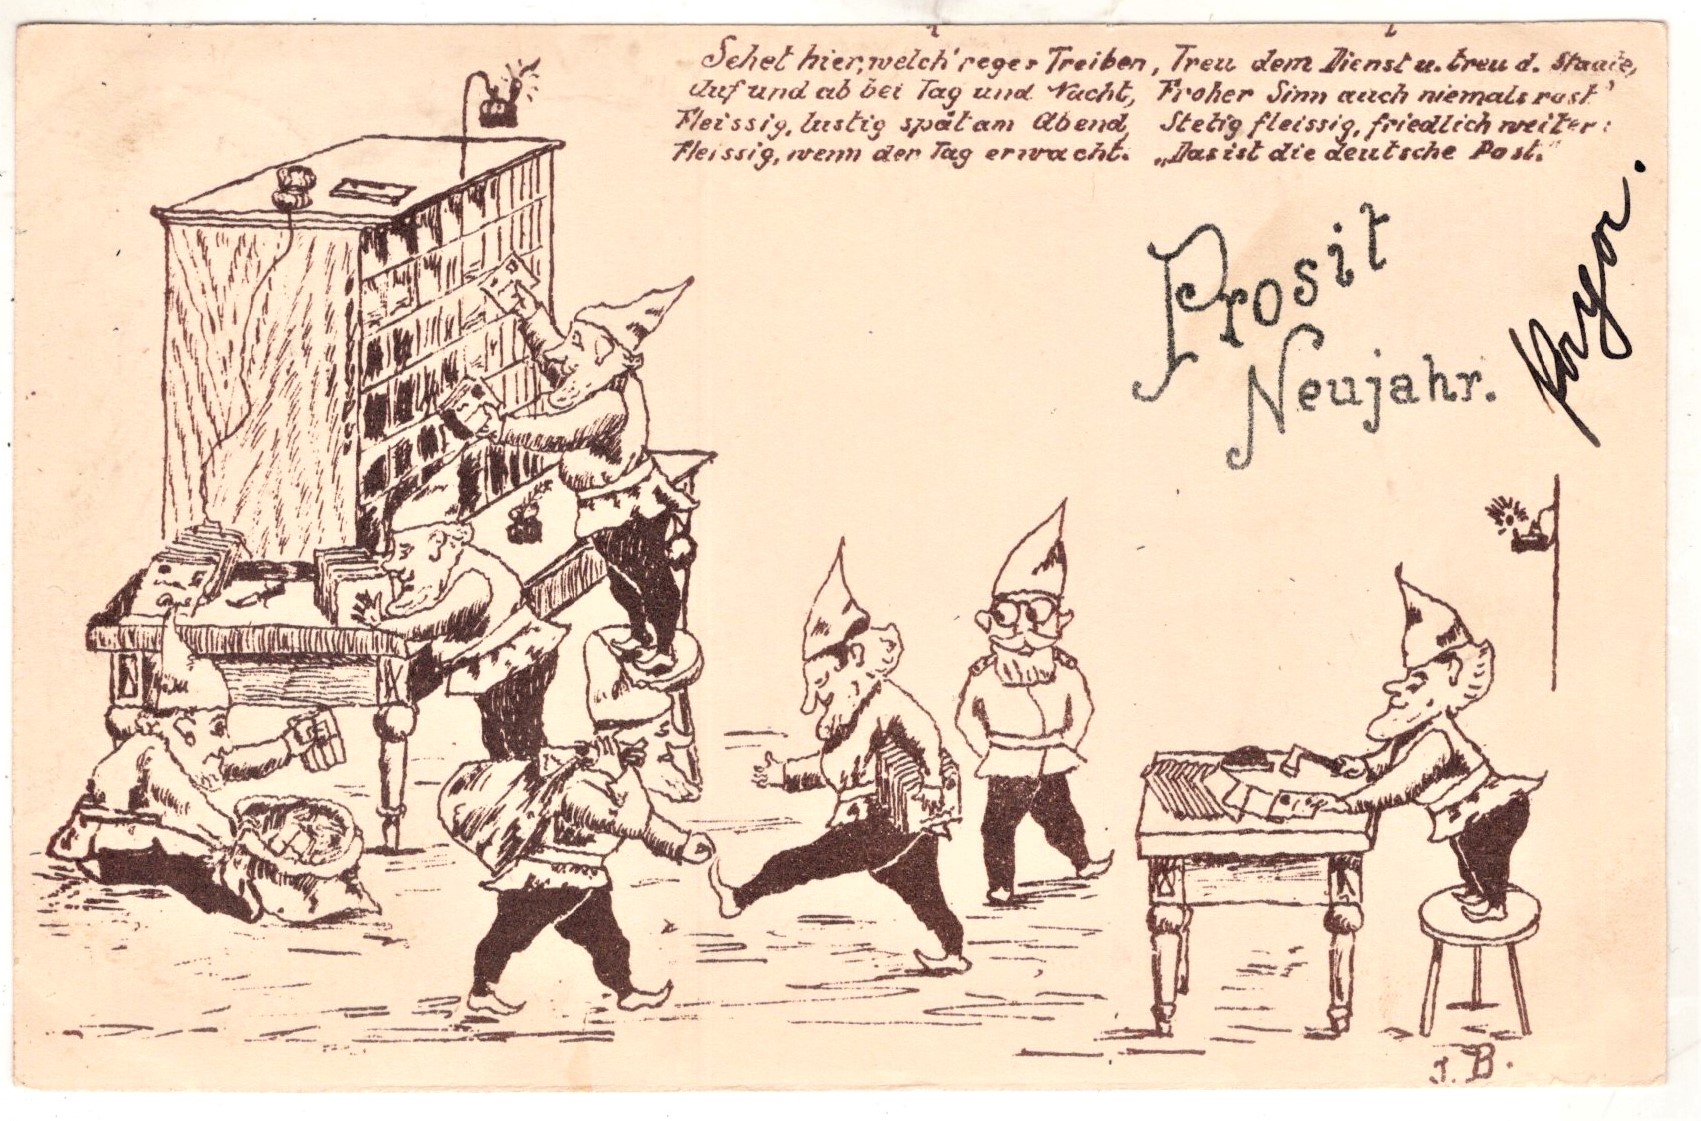 Sehet hier, welch' reges Treiben,
Auf und ab bei Tag und Nacht,
Fleissig, lustig spät am Abend,
Fleissig, wenn der Tag erwacht.
Treu dem Dienst u. treu d. Staate,
Froher Sinn auch niemals rost'
Stetig fleissig, friedlich weiter:
„Das ist die deutsche Post."
Prosit
Neujahr.
J. B.